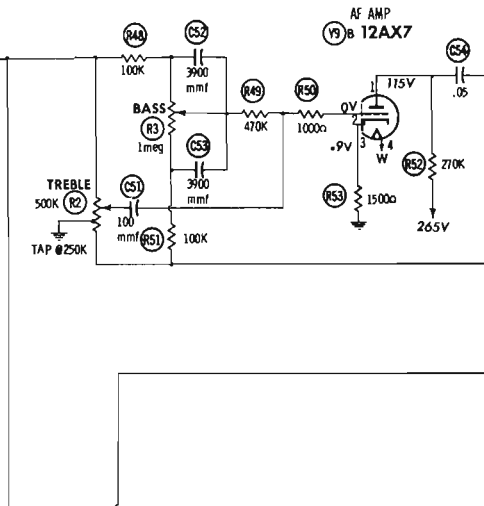 AF AMP
V9 B 12AX7
R48
100K
C52
3900
mmf
C54
.05
1
115V
BASS
R3
1meg
R49
470K
R50
1000Ω
0V
2
3
4
W
.9V
C53
3900
mmf
R52
270K
265V
TREBLE
500K
R2
C51
100
mmf
R53
1500Ω
TAP @250K
R51
100K